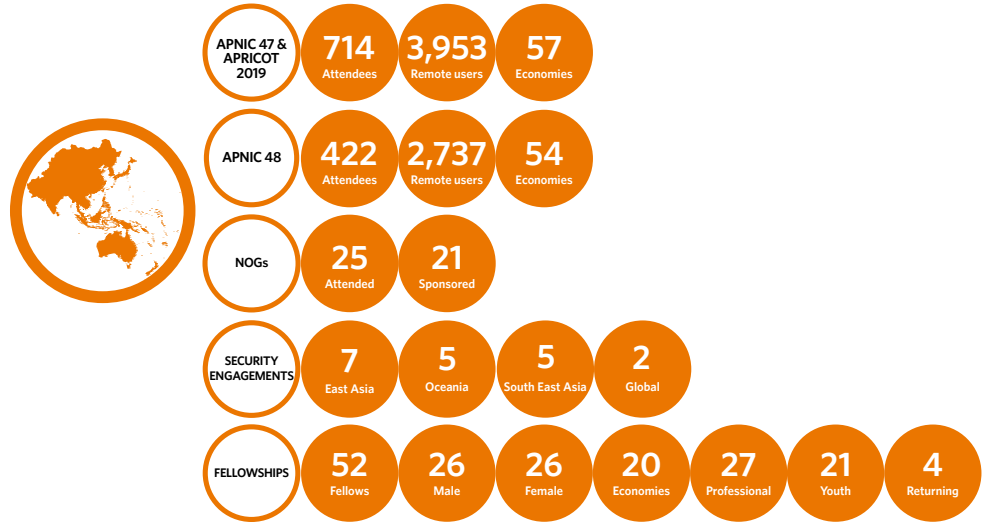 APNIC 47 &
APRICOT
2019
714
Attendees
3,953
Remote users
57
Economies
APNIC 48
422
Attendees
2,737
Remote users
54
Economies
NOGs
25
Attended
21
Sponsored
SECURITY
ENGAGEMENTS
7
East Asia
5
Oceania
5
South East Asia
2
Global
FELLOWSHIPS
52
Fellows
26
Male
26
Female
20
Economies
27
Professional
21
Youth
4
Returning